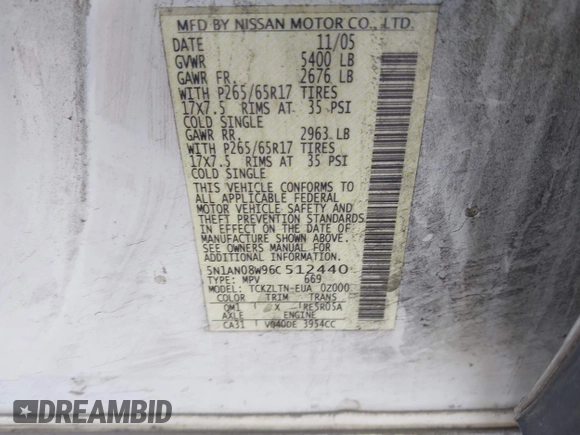 MFD BY NISSAN MOTOR CO., LTD.
DATE 11/05
GVWR 5400 LB
GAWR FR. 2676 LB
WITH P265/65R17 TIRES
17X7.5 RIMS AT 35 PSI
COLD SINGLE
GAWR RR. 2963 LB
WITH P265/65R17 TIRES
17X7.5 RIMS AT 35 PSI
COLD SINGLE
THIS VEHICLE CONFORMS TO
ALL APPLICABLE FEDERAL
MOTOR VEHICLE SAFETY AND
THEFT PREVENTION STANDARDS
IN EFFECT ON THE DATE OF
MANUFACTURE SHOWN ABOVE.
SEE OWNERS MANUAL FOR
ADDITIONAL INFORMATION
5N1AN08W96C512440
TYPE: MPV 669
MODEL: TCKZLTN-EUA 0Z000
COLOR TRIM TRANS
QM1 X RE5R05A
AXLE ENGINE
CA31 VQ40DE 3954CC
DREAMBID